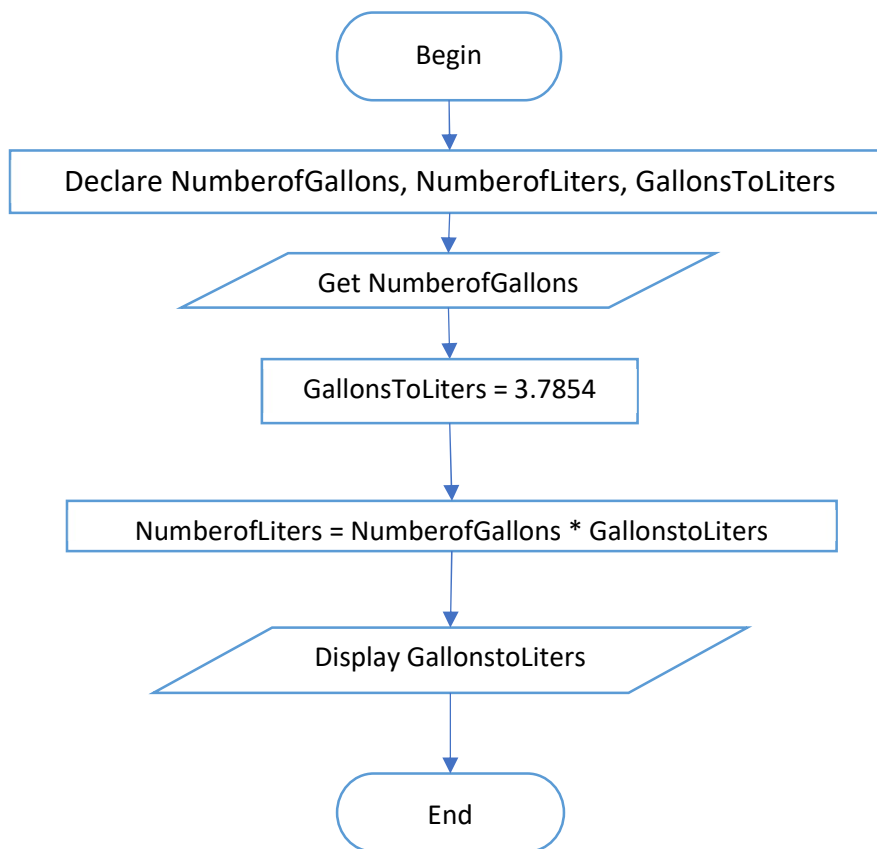 Begin
Declare NumberofGallons, NumberofLiters, GallonsToLiters
Get NumberofGallons
GallonsToLiters = 3.7854
NumberofLiters = NumberofGallons * GallonstoLiters
Display GallonstoLiters
End